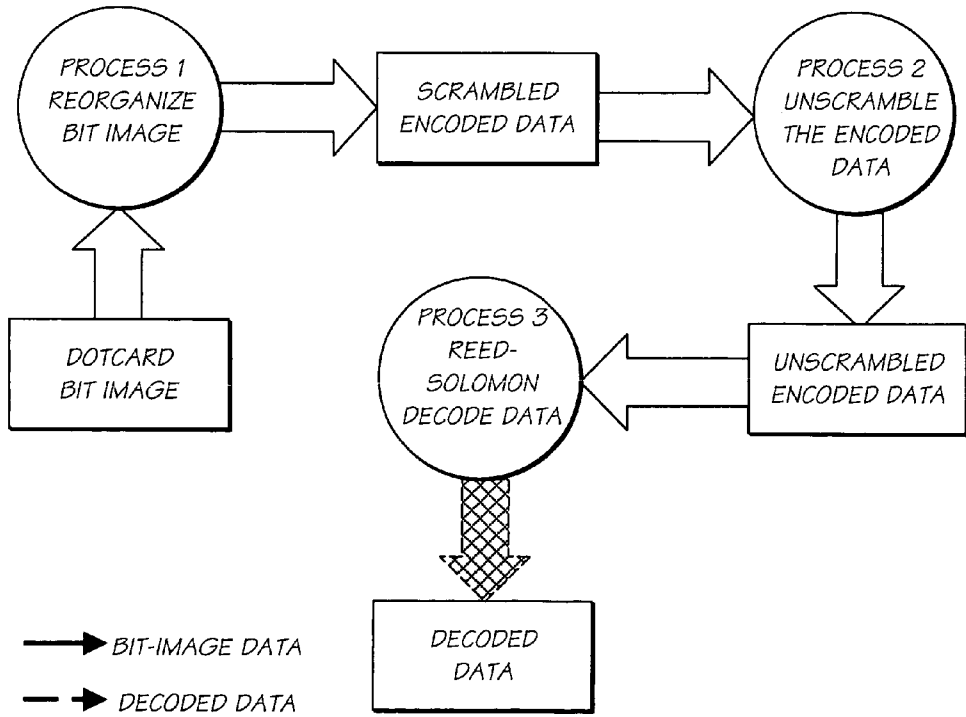 PROCESS 1
REORGANIZE
BIT IMAGE
SCRAMBLED
ENCODED DATA
PROCESS 2
UNSCRAMBLE
THE ENCODED
DATA
DOTCARD
BIT IMAGE
PROCESS 3
REED-
SOLOMON
DECODE DATA
UNSCRAMBLED
ENCODED DATA
DECODED
DATA
BIT-IMAGE DATA
DECODED DATA